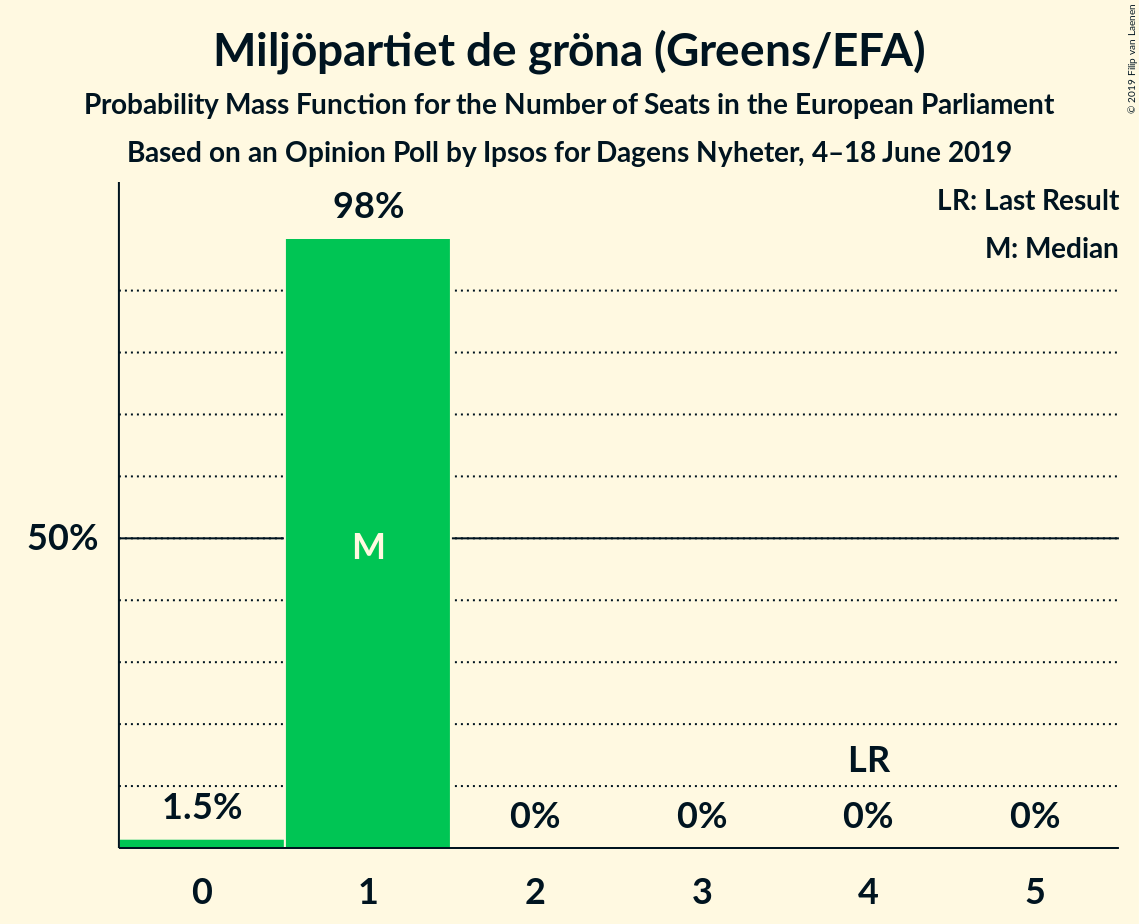 Miljöpartiet de gröna (Greens/EFA)
Probability Mass Function for the Number of Seats in the European Parliament
Based on an Opinion Poll by Ipsos for Dagens Nyheter, 4–18 June 2019
© 2019 Filip van Laenen
LR: Last Result
M: Median
98%
50%
M
LR
1.5%
0%
0%
0%
0%
0
1
2
3
4
5